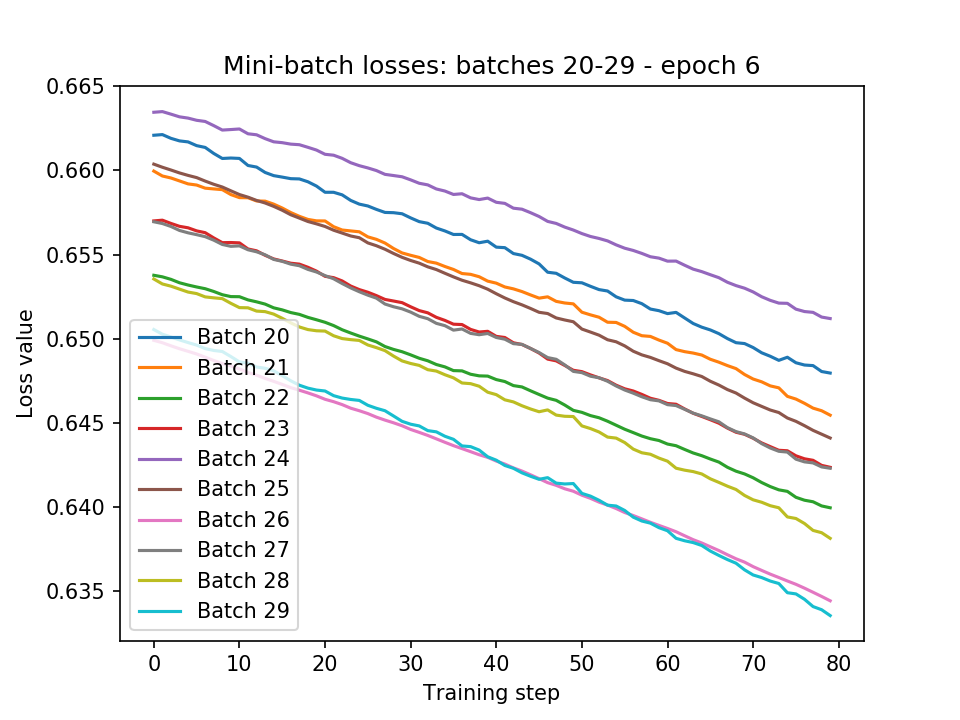 Mini-batch losses: batches 20-29 - epoch 6
0.665
0.660
0.655
0.650
0.645
0.640
0.635
Loss value
Batch 20
Batch 21
Batch 22
Batch 23
Batch 24
Batch 25
Batch 26
Batch 27
Batch 28
Batch 29
0 10 20 30 40 50 60 70 80
Training step